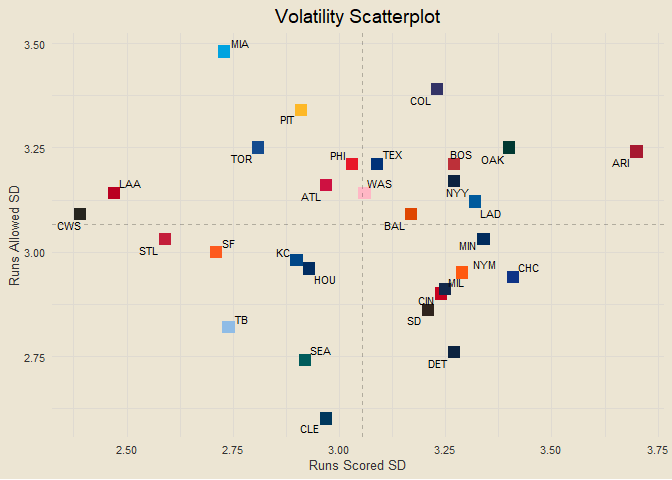 Volatility Scatterplot
3.50
MIA
COL
PIT
3.25
TOR
PHI
TEX
BOS
OAK
ARI
LAA
ATL
WAS
NYY
LAD
CWS
BAL
3.00
STL
SF
KC
HOU
MIN
NYM
CHC
MIL
CIN
SD
TB
2.75
SEA
DET
CLE
2.50
2.75
3.00
3.25
3.50
3.75
Runs Scored SD
Runs Allowed SD